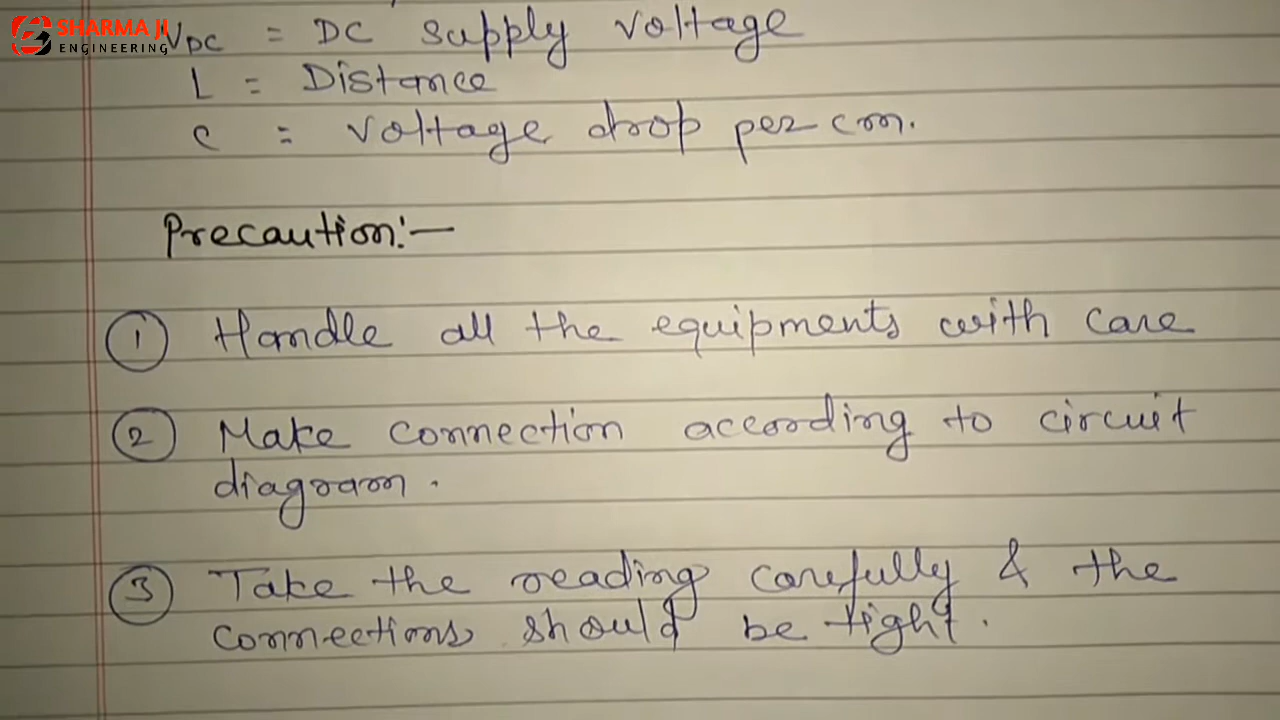 SHARMA JI
ENGINEERING
VDC = DC supply voltage
L = Distance
C = Voltage drop per cm.
Precaution:-
1 Handle all the equipments with care
2 Make connection according to circuit
diagram.
3 Take the reading carefully & the
connections should be tight.